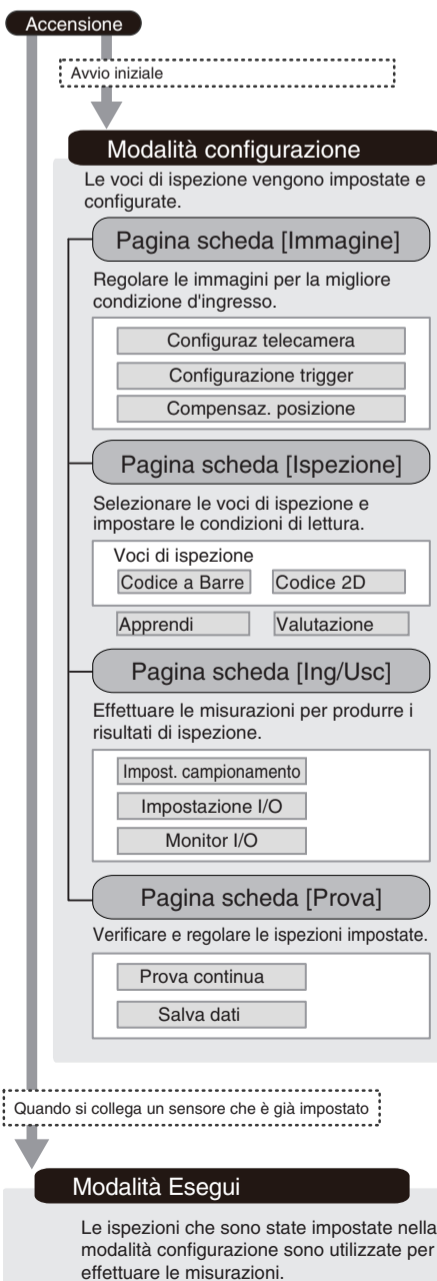 Accensione
Avvio iniziale
Modalità configurazione
Le voci di ispezione vengono impostate e
configurate.
Pagina scheda [Immagine]
Regolare le immagini per la migliore
condizione d'ingresso.
Configuraz telecamera
Configurazione trigger
Compensaz. posizione
Pagina scheda [Ispezione]
Selezionare le voci di ispezione e
impostare le condizioni di lettura.
Voci di ispezione
Codice a Barre Codice 2D
Apprendi Valutazione
Pagina scheda [Ing/Usc]
Effettuare le misurazioni per produrre i
risultati di ispezione.
Impost. campionamento
Impostazione I/O
Monitor I/O
Pagina scheda [Prova]
Verificare e regolare le ispezioni impostate.
Prova continua
Salva dati
Quando si collega un sensore che è già impostato
Modalità Esegui
Le ispezioni che sono state impostate nella
modalità configurazione sono utilizzate per
effettuare le misurazioni.